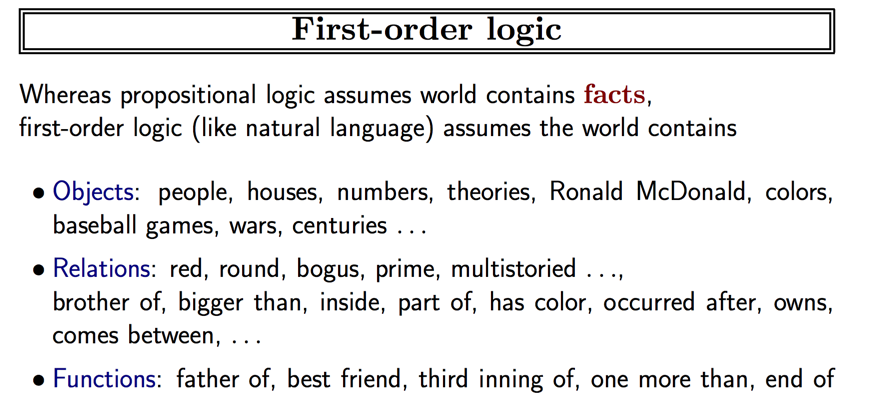 First-order logic
Whereas propositional logic assumes world contains facts,
first-order logic (like natural language) assumes the world contains
● Objects: people, houses, numbers, theories, Ronald McDonald, colors,
baseball games, wars, centuries . . .
● Relations: red, round, bogus, prime, multistoried . . .,
brother of, bigger than, inside, part of, has color, occurred after, owns,
comes between, . . .
● Functions: father of, best friend, third inning of, one more than, end of